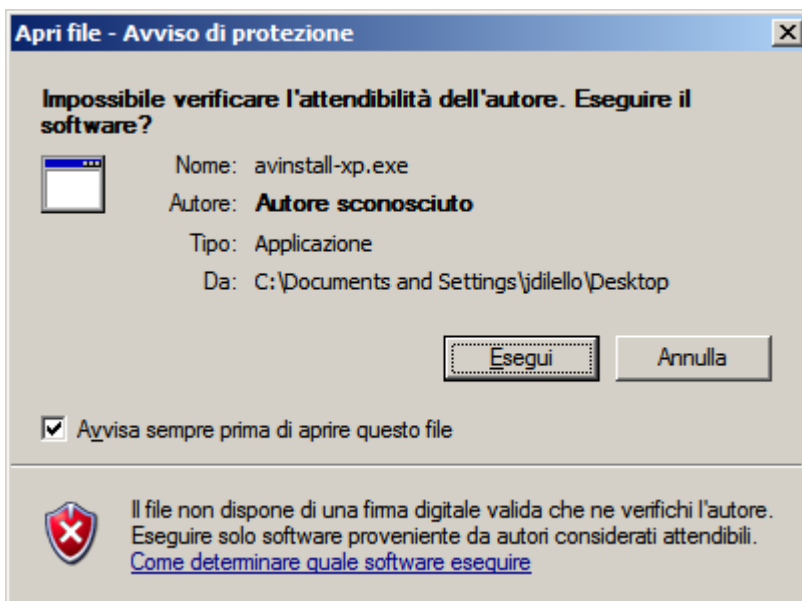 Apri file - Avviso di protezione
Impossibile verificare l'attendibilità dell'autore. Eseguire il
software?
Nome: avinstall-xp.exe
Autore: Autore sconosciuto
Tipo: Applicazione
Da: C:\Documents and Settings\jdilello\Desktop
Esegui Annulla
Avvisa sempre prima di aprire questo file
Il file non dispone di una firma digitale valida che ne verifichi l'autore.
Eseguire solo software proveniente da autori considerati attendibili.
Come determinare quale software eseguire